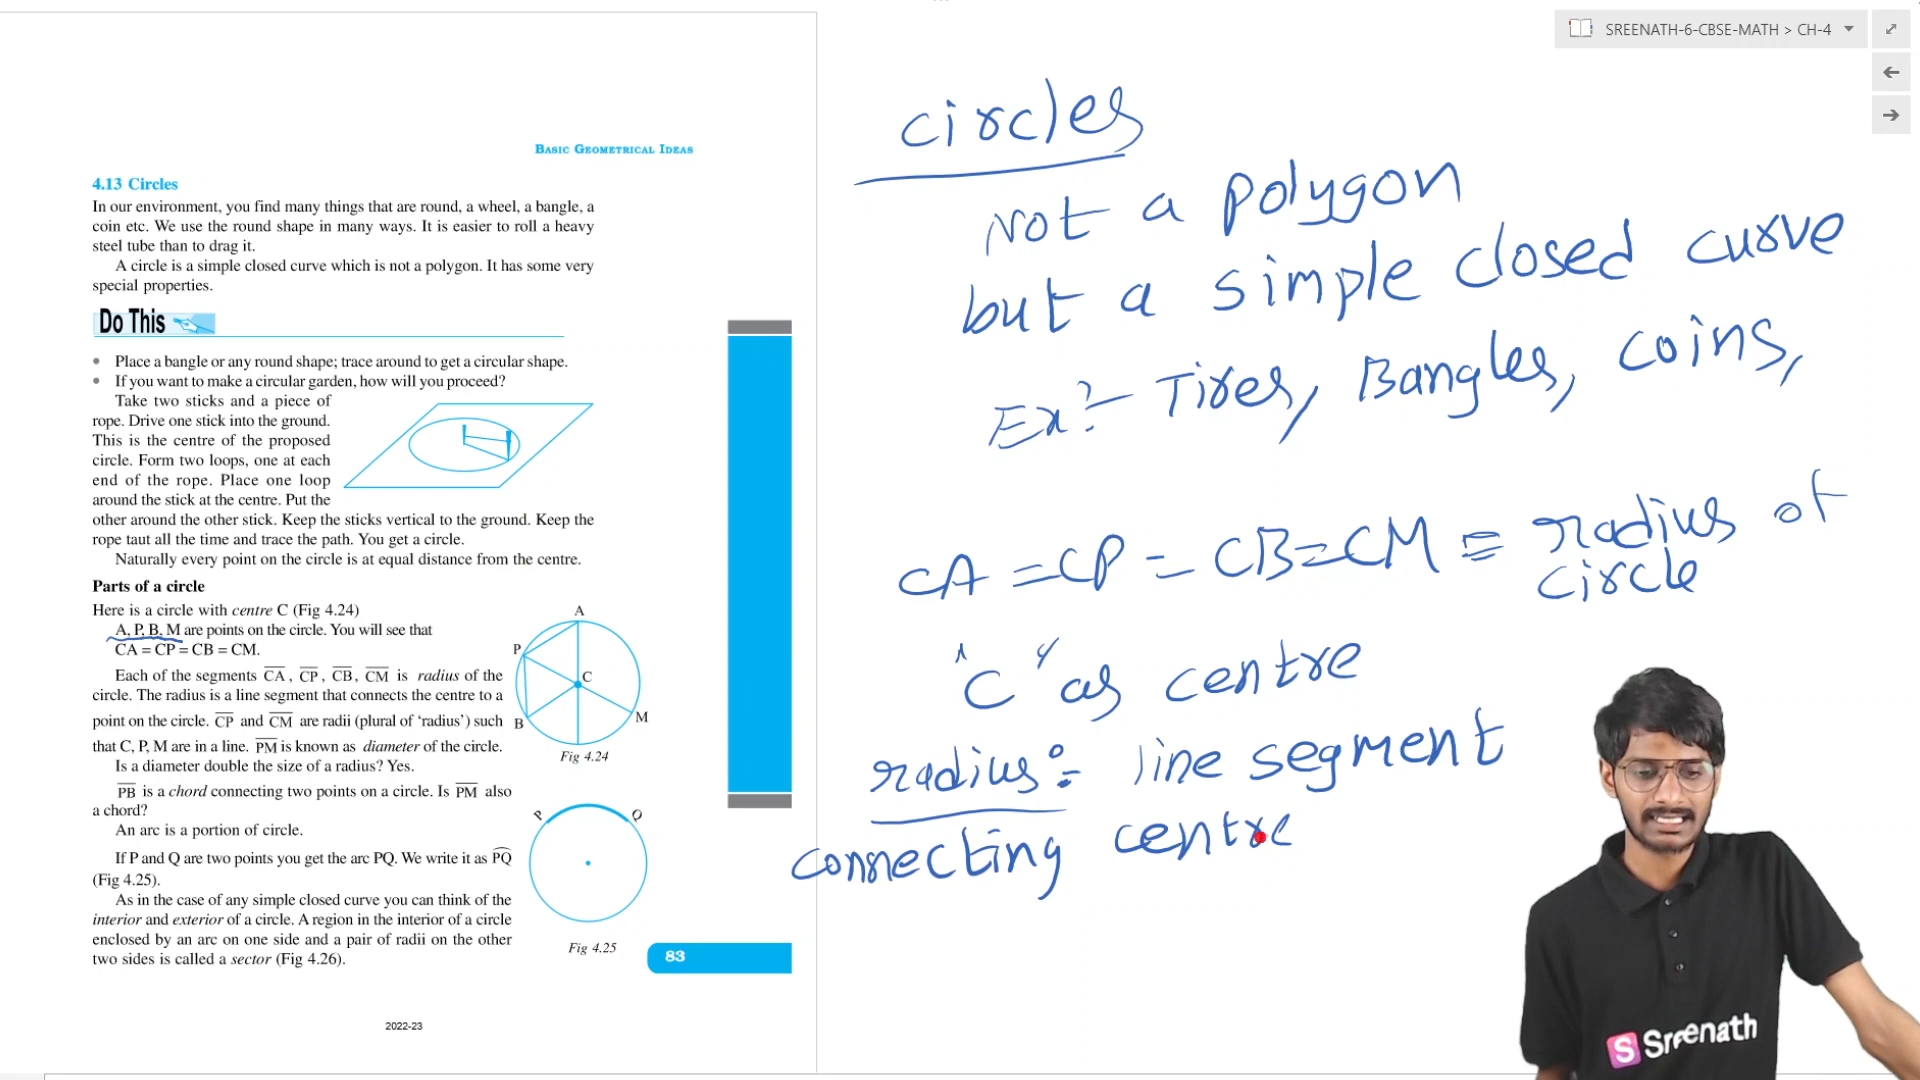 SREENATH-6-CBSE-MATH > CH-4
BASIC GEOMETRICAL IDEAS
4.13 Circles
In our environment, you find many things that are round, a wheel, a bangle, a
coin etc. We use the round shape in many ways. It is easier to roll a heavy
steel tube than to drag it.
A circle is a simple closed curve which is not a polygon. It has some very
special properties.
Do This
• Place a bangle or any round shape; trace around to get a circular shape.
• If you want to make a circular garden, how will you proceed?
Take two sticks and a piece of
rope. Drive one stick into the ground.
This is the centre of the proposed
circle. Form two loops, one at each
end of the rope. Place one loop
around the stick at the centre. Put the
other around the other stick. Keep the sticks vertical to the ground. Keep the
rope taut all the time and trace the path. You get a circle.
Naturally every point on the circle is at equal distance from the centre.
Parts of a circle
Here is a circle with centre C (Fig 4.24)
A, P, B, M are points on the circle. You will see that
CA = CP = CB = CM.
Each of the segments C̅A̅, C̅P̅, C̅B̅, C̅M̅ is radius of the
circle. The radius is a line segment that connects the centre to a
point on the circle. C̅P̅ and C̅M̅ are radii (plural of ‘radius’) such
that C, P, M are in a line. P̅M̅ is known as diameter of the circle.
Is a diameter double the size of a radius? Yes.
P̅B̅ is a chord connecting two points on a circle. Is P̅M̅ also
a chord?
An arc is a portion of circle.
If P and Q are two points you get the arc PQ. We write it as P͡Q
(Fig 4.25).
As in the case of any simple closed curve you can think of the
interior and exterior of a circle. A region in the interior of a circle
enclosed by an arc on one side and a pair of radii on the other
two sides is called a sector (Fig 4.26).
A
P
C
B
M
Fig 4.24
P
Q
Fig 4.25
83
2022-23
circles
Not a polygon
but a simple closed curve
Ex:- Tires, Bangles, coins,
CA = CP = CB = CM = radius of
circle
"C" as centre
radius:- line segment
connecting centre
S Sreenath